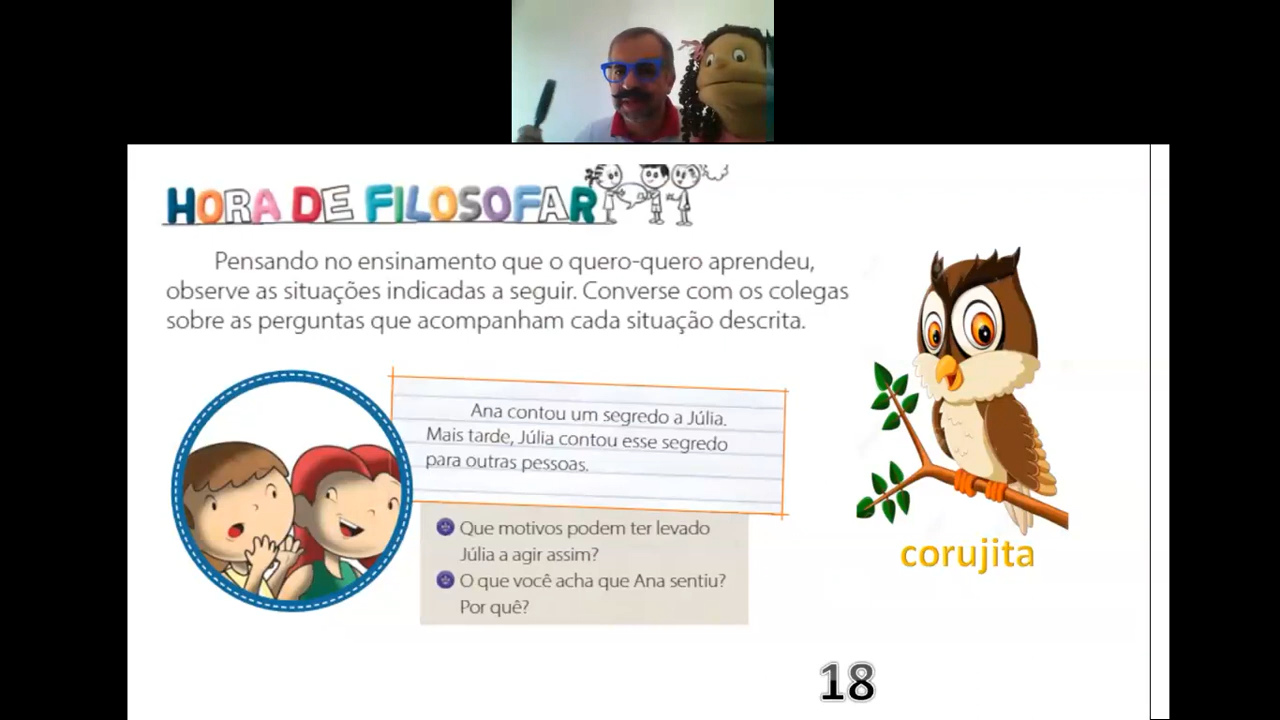 HORA DE FILOSOFAR
Pensando no ensinamento que o quero-quero aprendeu,
observe as situações indicadas a seguir. Converse com os colegas
sobre as perguntas que acompanham cada situação descrita.
Ana contou um segredo a Júlia.
Mais tarde, Júlia contou esse segredo
para outras pessoas.
Que motivos podem ter levado
Júlia a agir assim?
O que você acha que Ana sentiu?
Por quê?
corujita
18